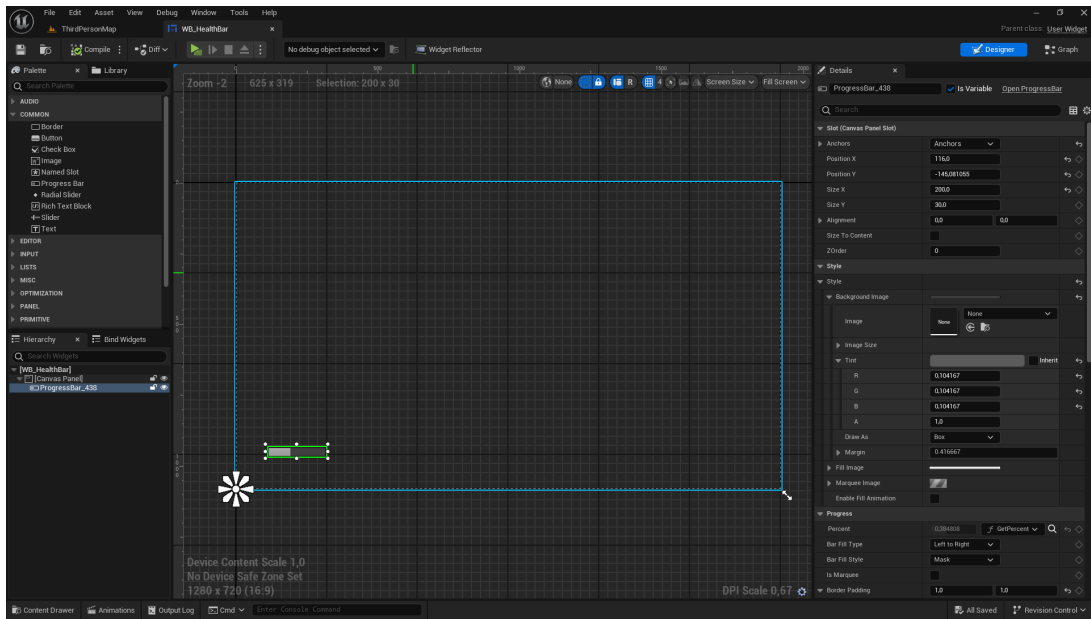 File Edit Asset View Debug Window Tools Help
ThirdPersonMap WB_HealthBar Parent class: User Widget
Compile Diff No debug object selected Widget Reflector Designer Graph
Palette Library
Search Palette
AUDIO
COMMON
Border
Button
Check Box
Image
Named Slot
Progress Bar
Radial Slider
Rich Text Block
Slider
Text
EDITOR
INPUT
LISTS
MISC
OPTIMIZATION
PANEL
PRIMITIVE
Hierarchy Bind Widgets
Search Widgets
[WB_HealthBar]
[Canvas Panel]
ProgressBar_438
Zoom -2 625 x 319 Selection: 200 x 30
None R 4 Screen Size Fill Screen
0 500 1000 1500 2000
500
1000
Device Content Scale 1,0
No Device Safe Zone Set
1280 x 720 (16:9)
DPI Scale 0,67
Details
ProgressBar_438 Is Variable Open ProgressBar
Search
Slot (Canvas Panel Slot)
Anchors Anchors
Position X 116,0
Position Y -145,081055
Size X 200,0
Size Y 30,0
Alignment 0,0 0,0
Size To Content
ZOrder 0
Style
Style
Background Image
Image None None
Image Size
Tint Inherit
R 0,104167
G 0,104167
B 0,104167
A 1,0
Draw As Box
Margin 0.416667
Fill Image
Marquee Image
Enable Fill Animation
Progress
Percent 0,384808 GetPercent
Bar Fill Type Left to Right
Bar Fill Style Mask
Is Marquee
Border Padding 1,0 1,0
Content Drawer Animations Output Log Cmd Enter Console Command All Saved Revision Control